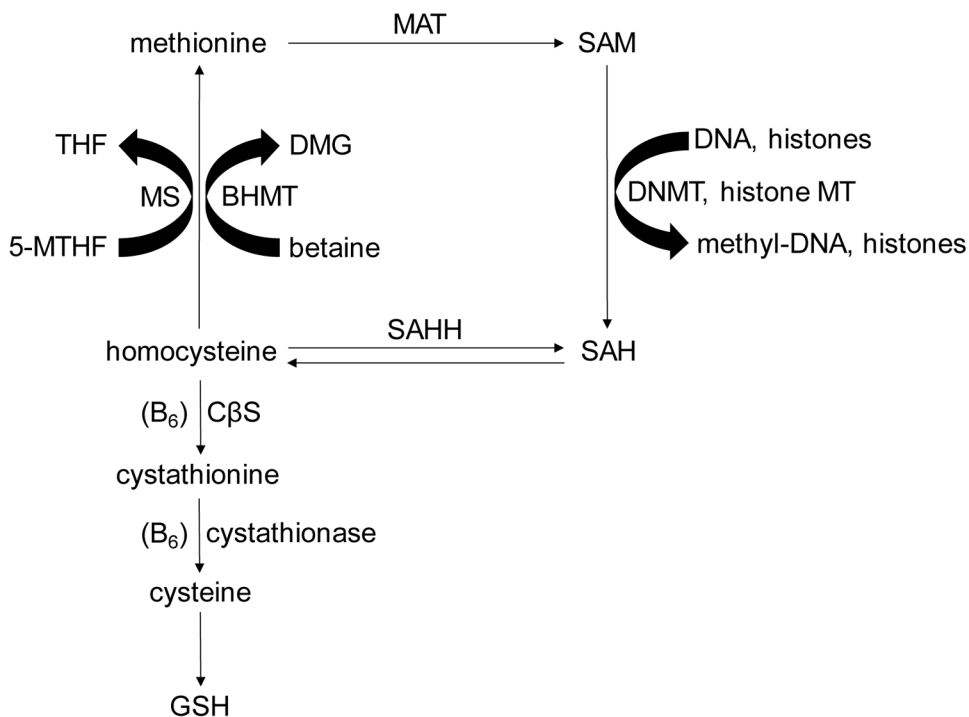 methionine MAT SAM
THF DMG DNA, histones
MS BHMT DNMT, histone MT
5-MTHF betaine methyl-DNA, histones
homocysteine SAHH SAH
(B₆) CβS
cystathionine
(B₆) cystathionase
cysteine
GSH